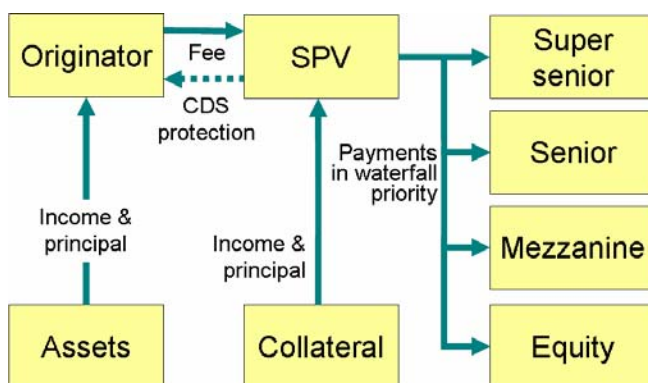 Originator
Fee
SPV
Super
senior
CDS
protection
Payments
in waterfall
priority
Senior
Income &
principal
Income &
principal
Mezzanine
Assets
Collateral
Equity